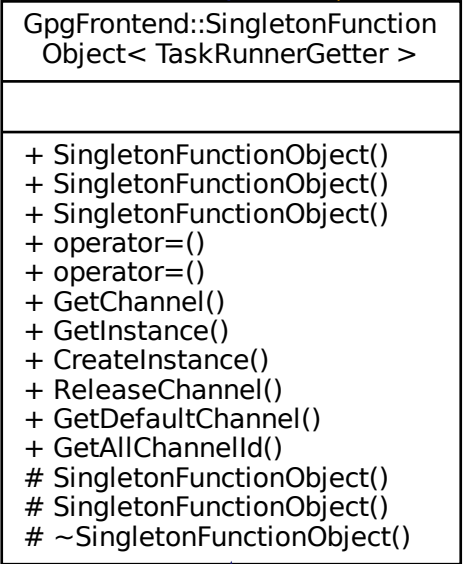 GpgFrontend::SingletonFunction
Object< TaskRunnerGetter >
+ SingletonFunctionObject()
+ SingletonFunctionObject()
+ SingletonFunctionObject()
+ operator=()
+ operator=()
+ GetChannel()
+ GetInstance()
+ CreateInstance()
+ ReleaseChannel()
+ GetDefaultChannel()
+ GetAllChannelId()
# SingletonFunctionObject()
# SingletonFunctionObject()
# ~SingletonFunctionObject()